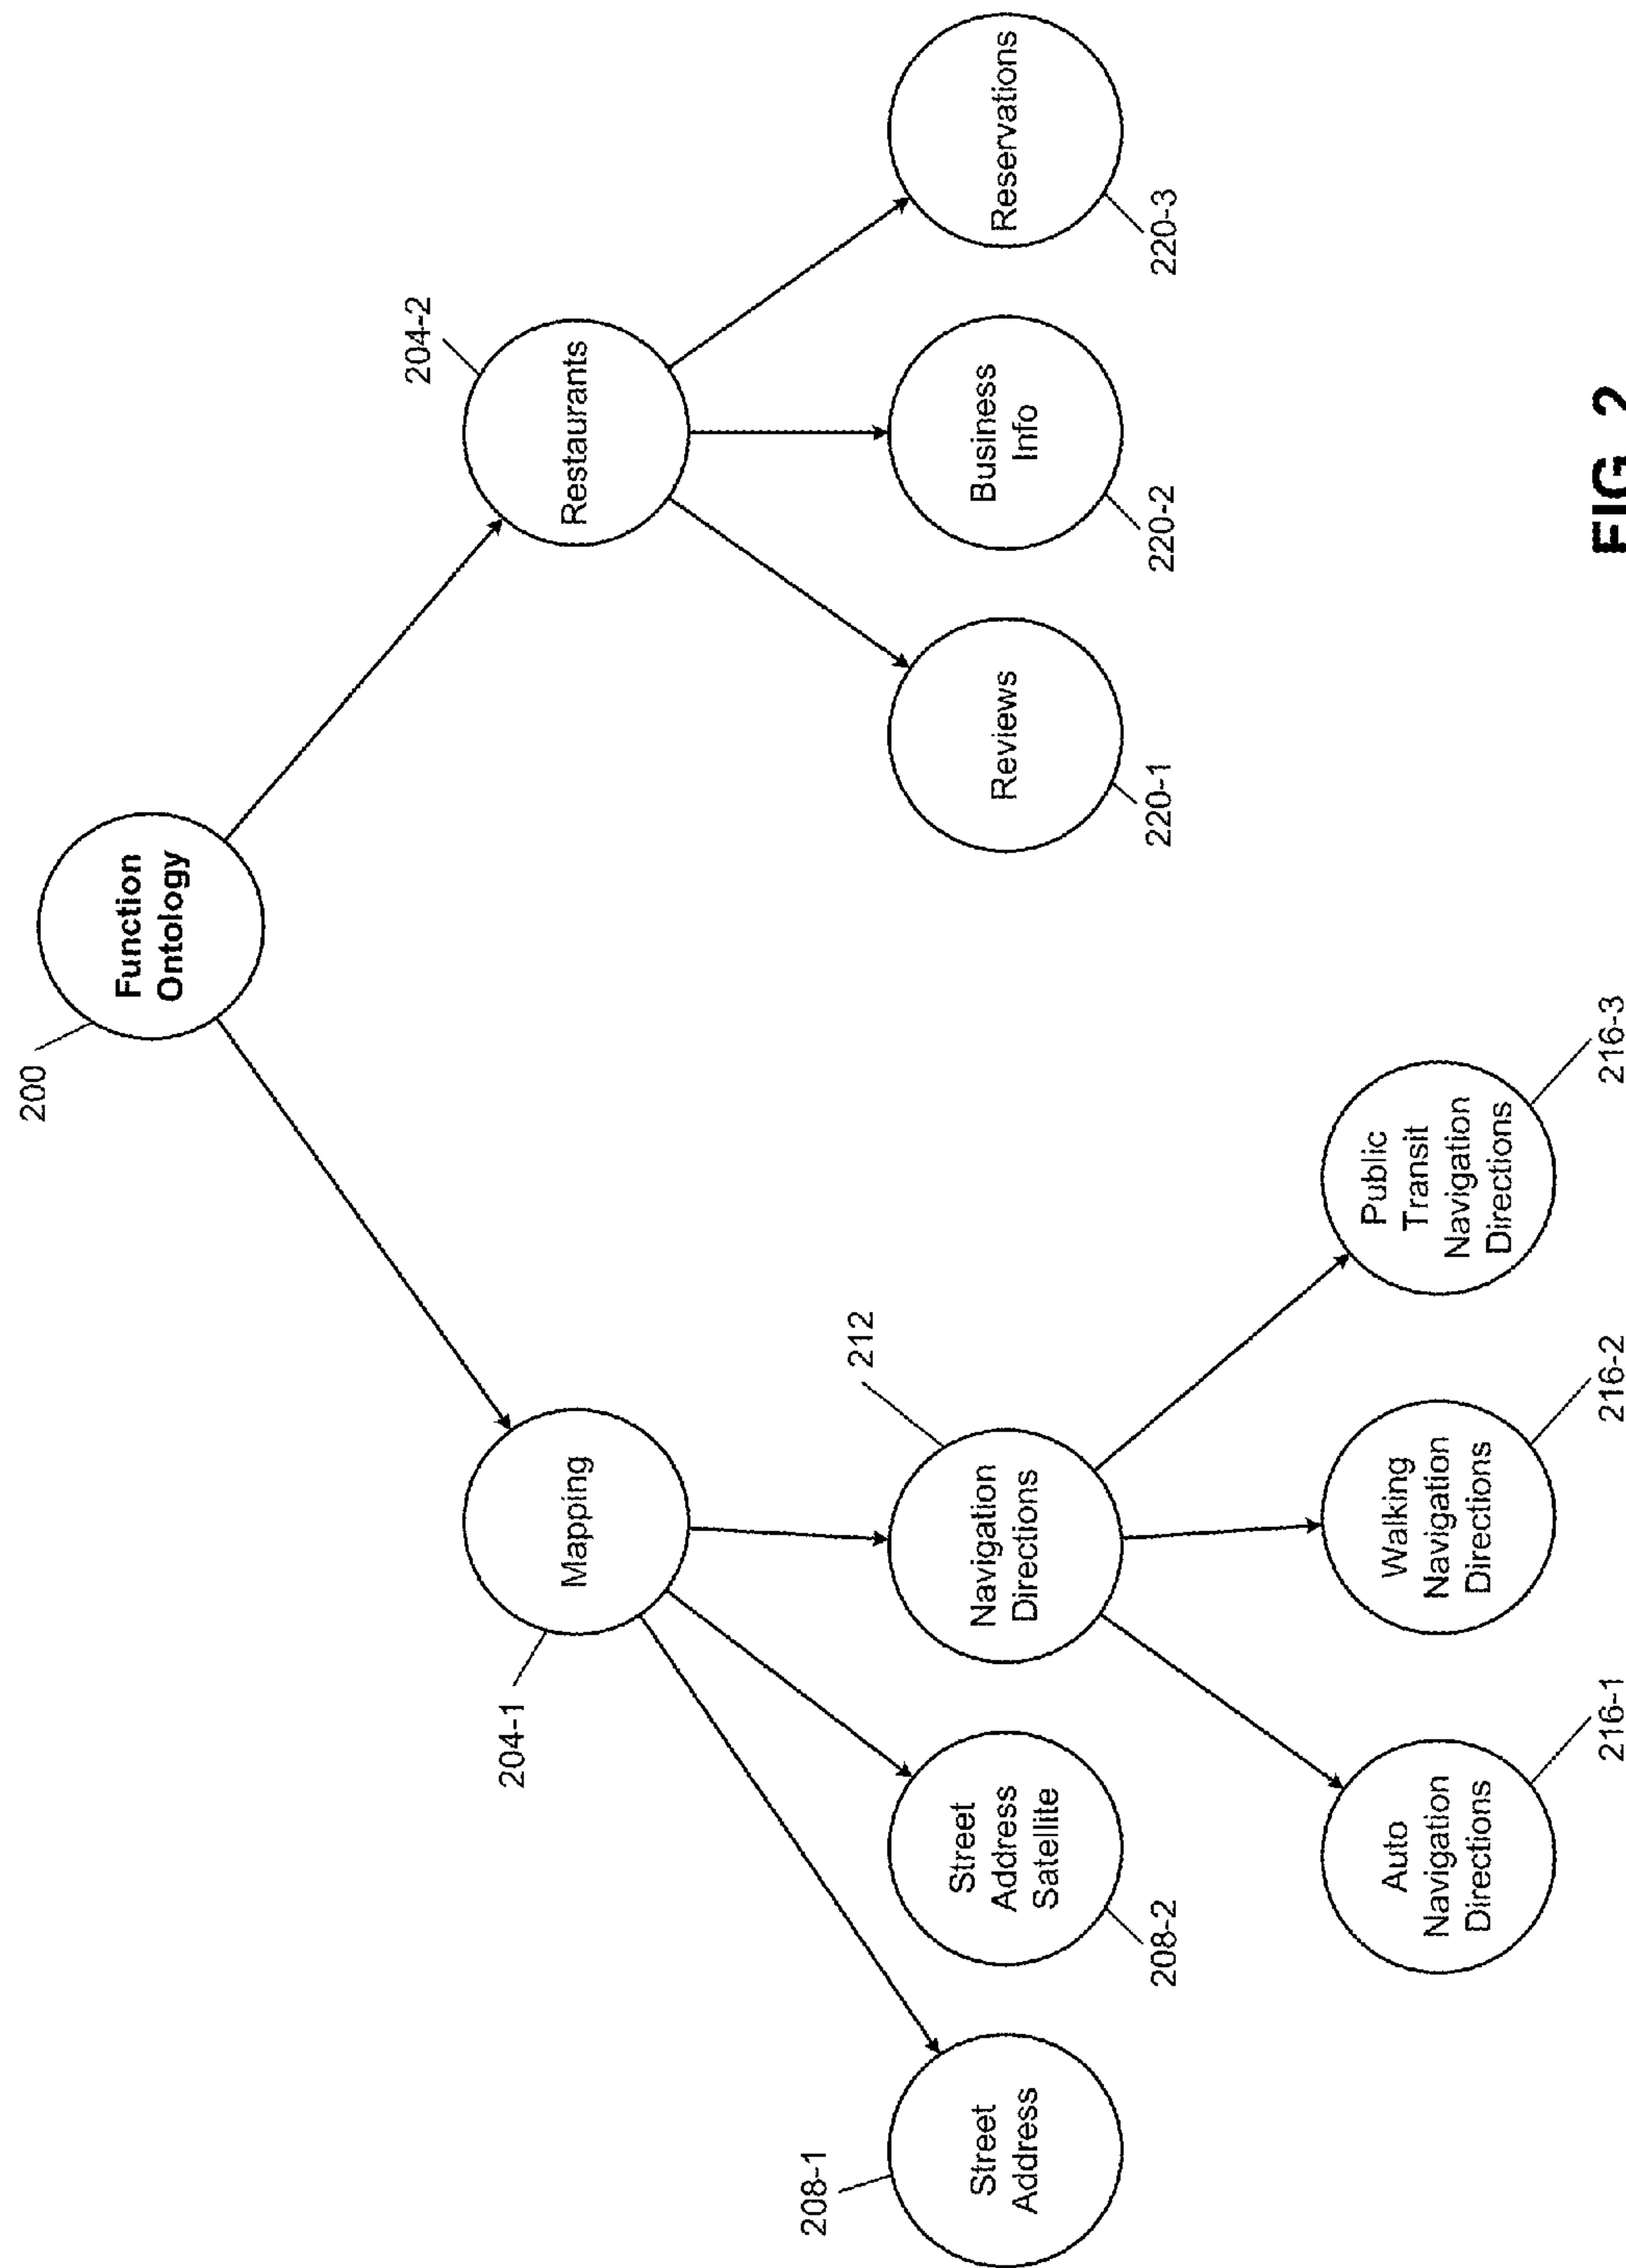 200
Function
Ontology
204-1
Mapping
204-2
Restaurants
208-1
Street
Address
208-2
Street
Address
Satellite
212
Navigation
Directions
220-1
Reviews
220-2
Business
Info
220-3
Reservations
216-1
Auto
Navigation
Directions
216-2
Walking
Navigation
Directions
216-3
Public
Transit
Navigation
Directions
FIG. 2